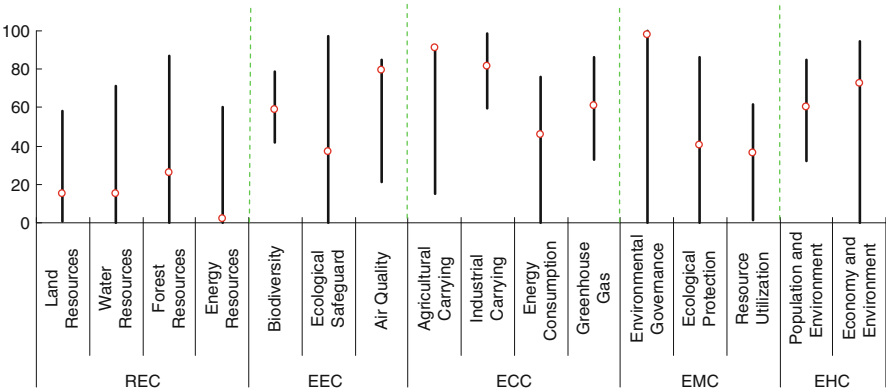 100
80
60
40
20
0
Land
Resources
Water
Resources
Forest
Resources
Energy
Resources
Biodiversity
Ecological
Safeguard
Air Quality
Agricultural
Carrying
Industrial
Carrying
Energy
Consumption
Greenhouse
Gas
Environmental
Governance
Ecological
Protection
Resource
Utilization
Population and
Environment
Economy and
Environment
REC
EEC
ECC
EMC
EHC